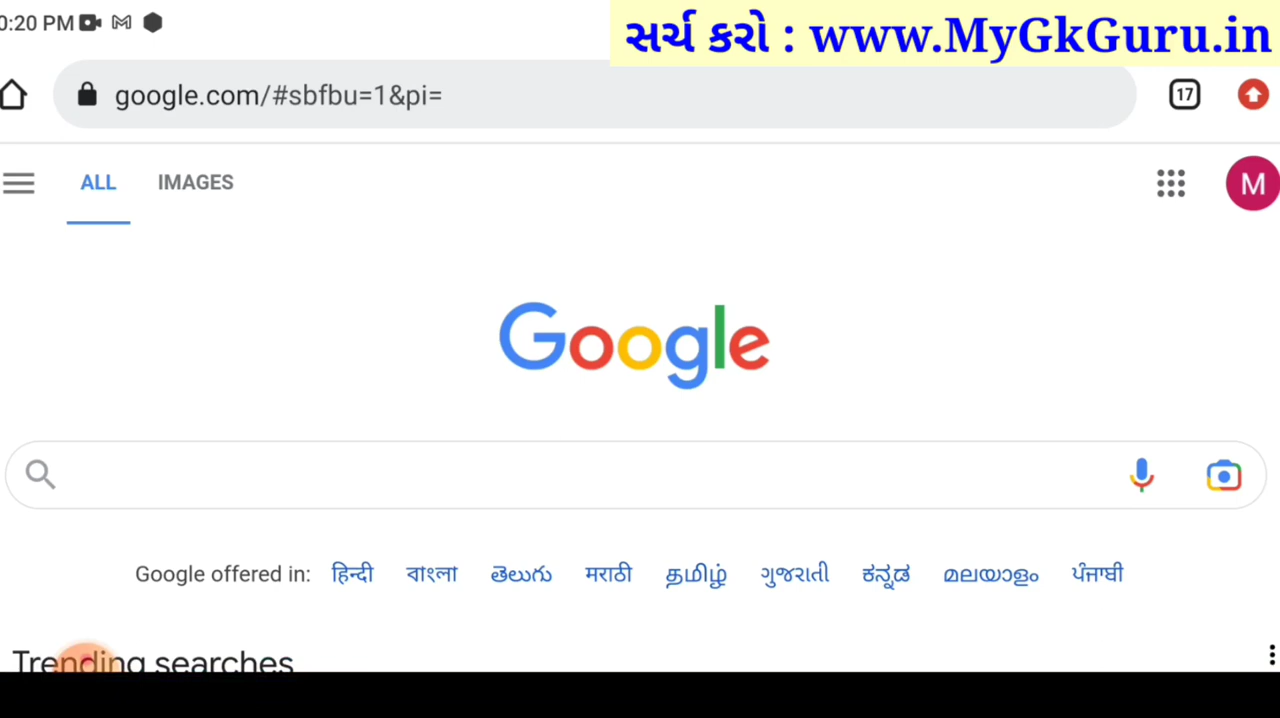 0:20 PM
સર્ચ કરો : www.MyGkGuru.in
google.com/#sbfbu=1&pi=
17
ALL IMAGES
M
Google
Google offered in: हिन्दी বাংলা తెలుగు मराठी தமிழ் ગુજરાતી ಕನ್ನಡ മലയാളം ਪੰਜਾਬੀ
Trending searches